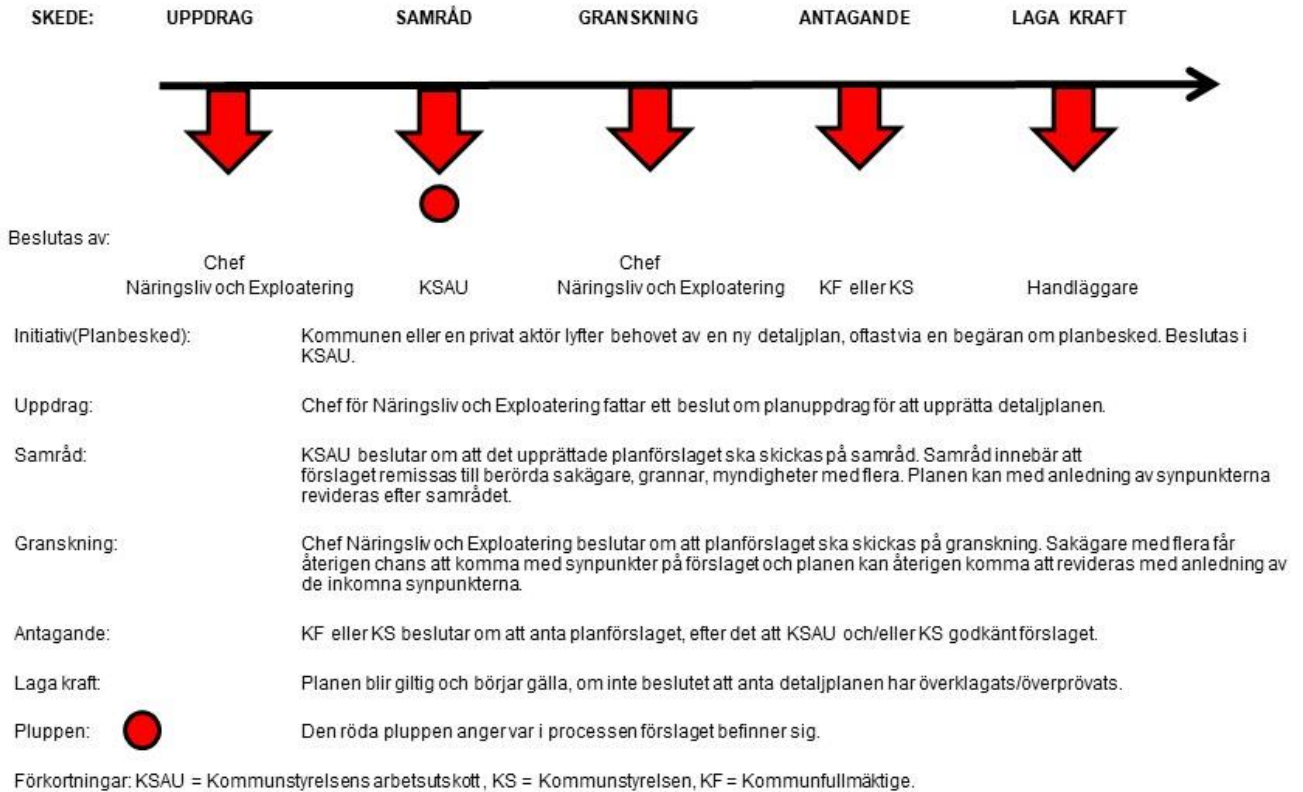 SKEDE: UPPDRAG SAMRÅD GRANSKNING ANTAGANDE LAGA KRAFT
Beslutas av:
Chef Chef
Näringsliv och Exploatering KSAU Näringsliv och Exploatering KF eller KS Handläggare
Initiativ(Planbesked): Kommunen eller en privat aktör lyfter behovet av en ny detaljplan, oftast via en begäran om planbesked. Beslutas i
KSAU.
Uppdrag: Chef för Näringsliv och Exploatering fattar ett beslut om planuppdrag för att upprätta detaljplanen.
Samråd: KSAU beslutar om att det upprättade planförslaget ska skickas på samråd. Samråd innebär att
förslaget remissas till berörda sakägare, grannar, myndigheter med flera. Planen kan med anledning av synpunkterna
revideras efter samrådet.
Granskning: Chef Näringsliv och Exploatering beslutar om att planförslaget ska skickas på granskning. Sakägare med flera får
återigen chans att komma med synpunkter på förslaget och planen kan återigen komma att revideras med anledning av
de inkomna synpunkterna.
Antagande: KF eller KS beslutar om att anta planförslaget, efter det att KSAU och/eller KS godkänt förslaget.
Laga kraft: Planen blir giltig och börjar gälla, om inte beslutet att anta detaljplanen har överklagats/överprövats.
Pluppen: Den röda pluppen anger var i processen förslaget befinner sig.
Förkortningar: KSAU = Kommunstyrelsens arbetsutskott, KS = Kommunstyrelsen, KF = Kommunfullmäktige.